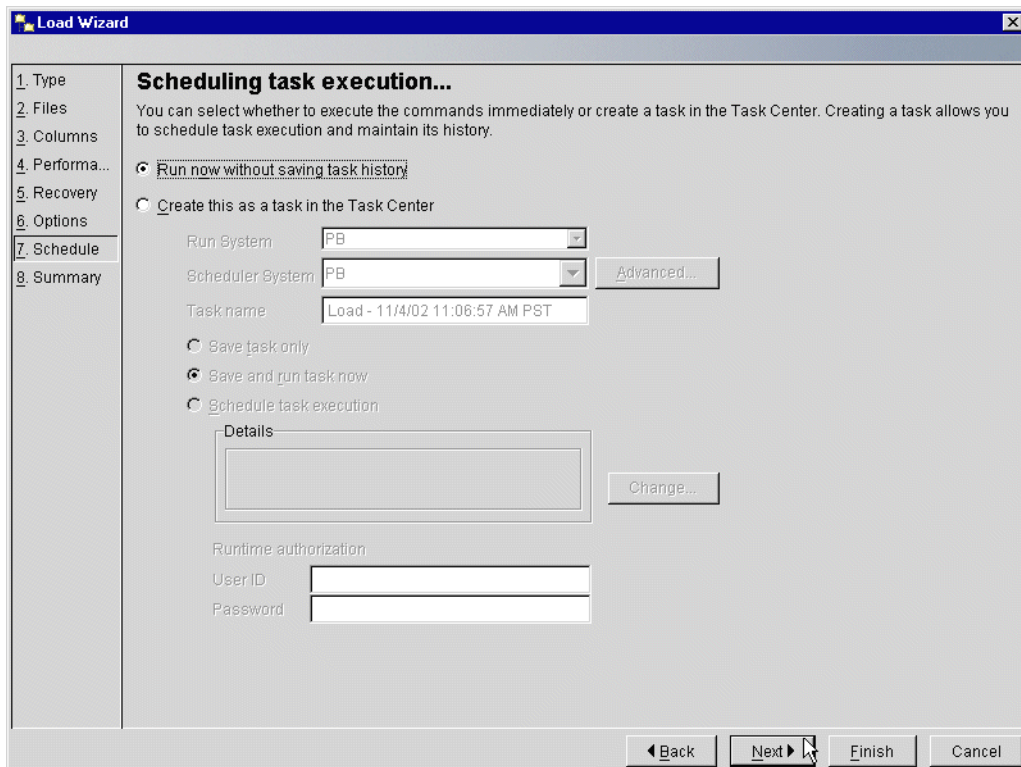 Load Wizard
1. Type
2. Files
3. Columns
4. Performa...
5. Recovery
6. Options
7. Schedule
8. Summary
Scheduling task execution...
You can select whether to execute the commands immediately or create a task in the Task Center. Creating a task allows you
to schedule task execution and maintain its history.
Run now without saving task history
Create this as a task in the Task Center
Run System PB
Scheduler System PB Advanced...
Task name Load - 11/4/02 11:06:57 AM PST
Save task only
Save and run task now
Schedule task execution
Details
Change...
Runtime authorization
User ID
Password
Back Next Finish Cancel